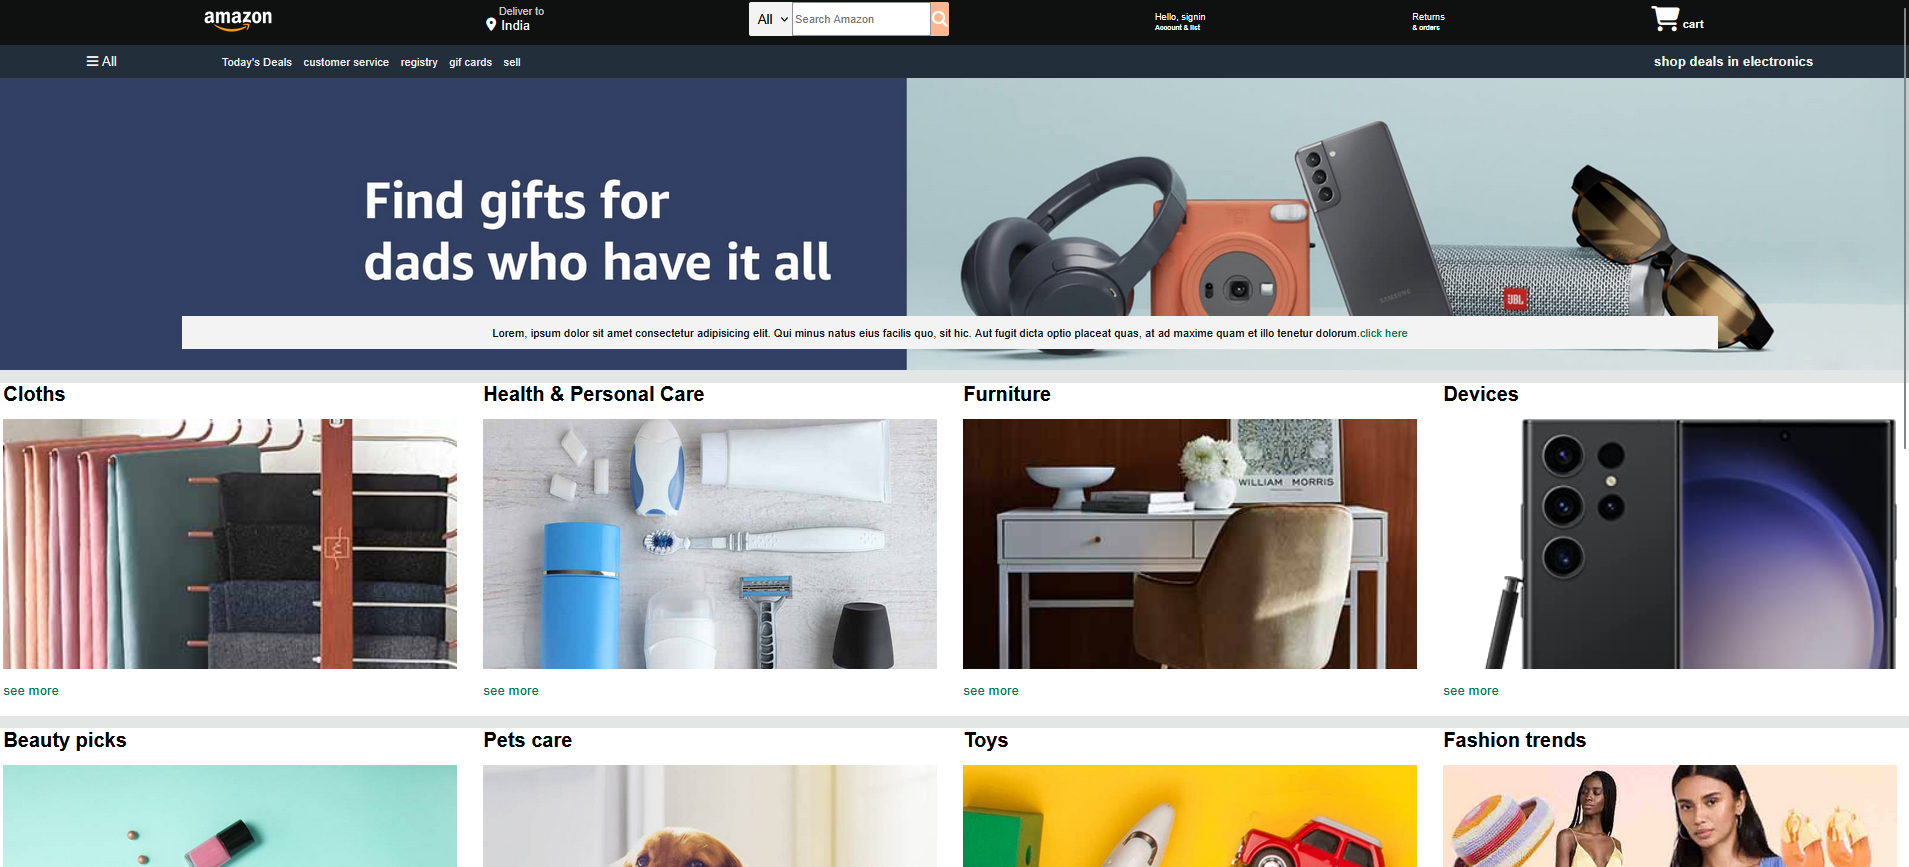 amazon
Deliver to
India
All
Search Amazon
Hello, signin
Account & list
Returns
& orders
cart
All
Today's Deals customer service registry gif cards sell
shop deals in electronics
Find gifts for
dads who have it all
SAMSUNG
JBL
Lorem, ipsum dolor sit amet consectetur adipisicing elit. Qui minus natus eius facilis quo, sit hic. Aut fugit dicta optio placeat quas, at ad maxime quam et illo tenetur dolorum.click here
Cloths
Health & Personal Care
Furniture
Devices
WILLIAM MORRIS
see more
see more
see more
see more
Beauty picks
Pets care
Toys
Fashion trends